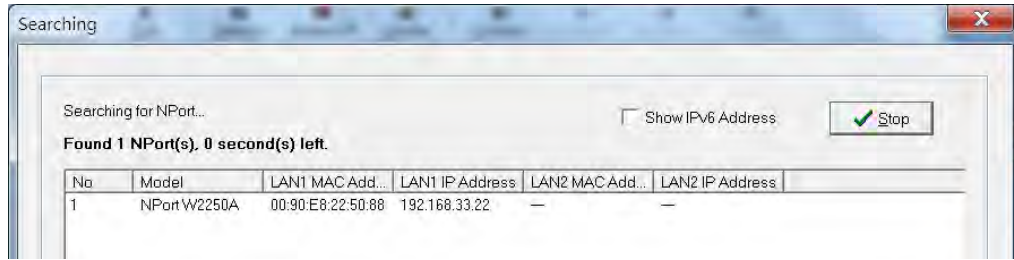 Searching
Searching for NPort...
Show IPv6 Address
Stop
Found 1 NPort(s), 0 second(s) left.
No Model LAN1 MAC Add... LAN1 IP Address LAN2 MAC Add... LAN2 IP Address
1 NPort W2250A 00:90:E8:22:50:88 192.168.33.22 — —